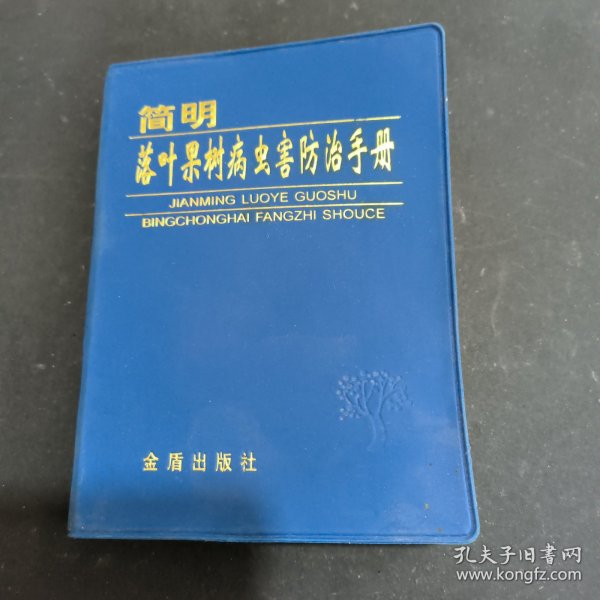 简明
落叶果树病虫害防治手册
JIANMING LUOYE GUOSHU
BINGCHONGHAI FANGZHI SHOUCE
金盾出版社
孔夫子旧書网
www.kongfz.com